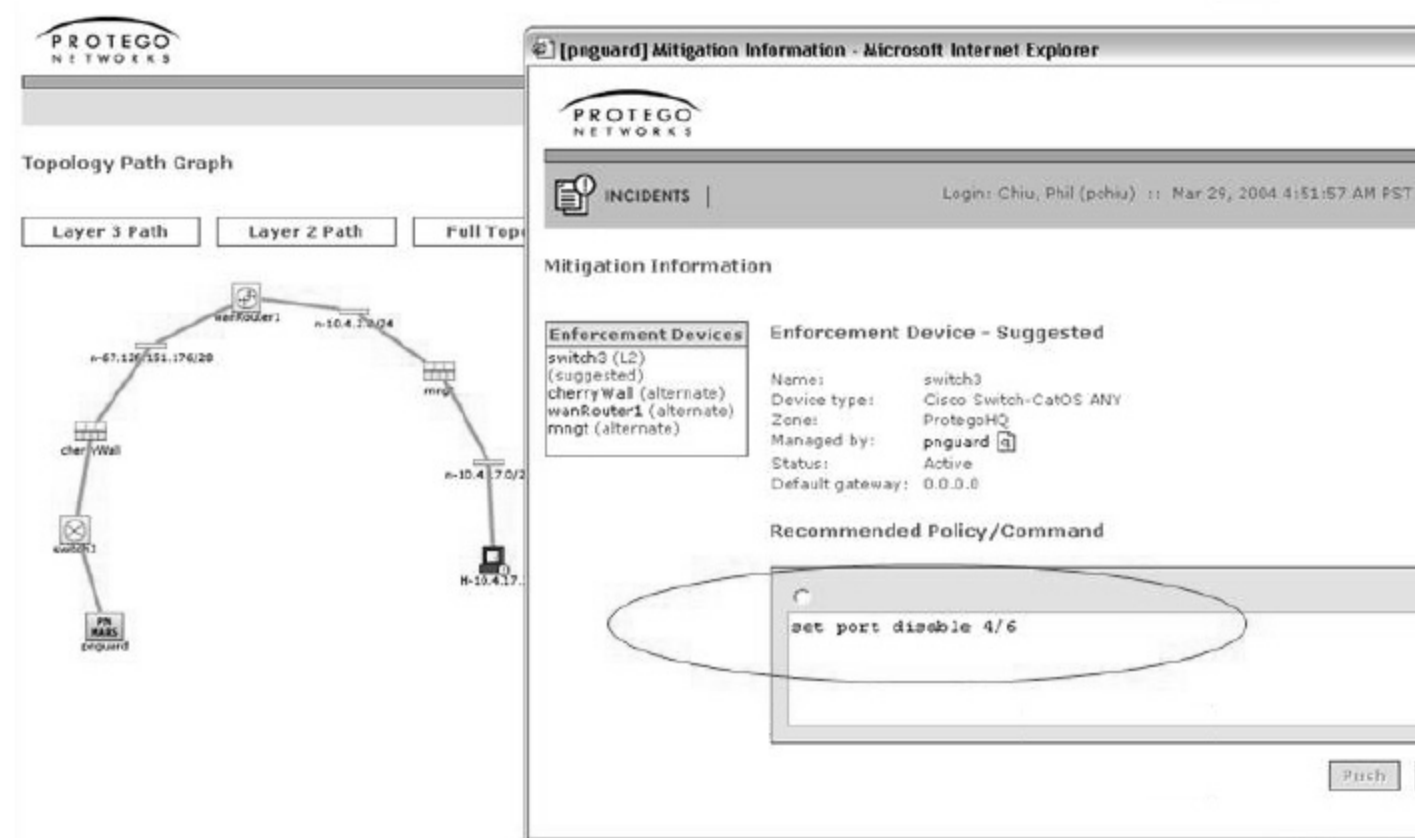 PROTEGO
NETWORKS
Topology Path Graph
Layer 3 Path
Layer 2 Path
Full
wanRouter1
n-67.126.151.176/28
mngt
cherryWall
switch3
PN
MARS
pnguard
[pnguard] Mitigation Information - Microsoft Internet Explorer
PROTEGO
NETWORKS
INCIDENTS |
Login: Chiu, Phil (pchiu) :: Mar 29, 2004 4:51:57 AM PST
Mitigation Information
Enforcement Devices
switch3 (L2)
(suggested)
cherryWall (alternate)
wanRouter1 (alternate)
mngt (alternate)
Enforcement Device - Suggested
Name: switch3
Device type: Cisco Switch-CatOS ANY
Zone: ProtegoHQ
Managed by: pnguard q
Status: Active
Default gateway: 0.0.0.0
Recommended Policy/Command
set port disable 4/6
Push